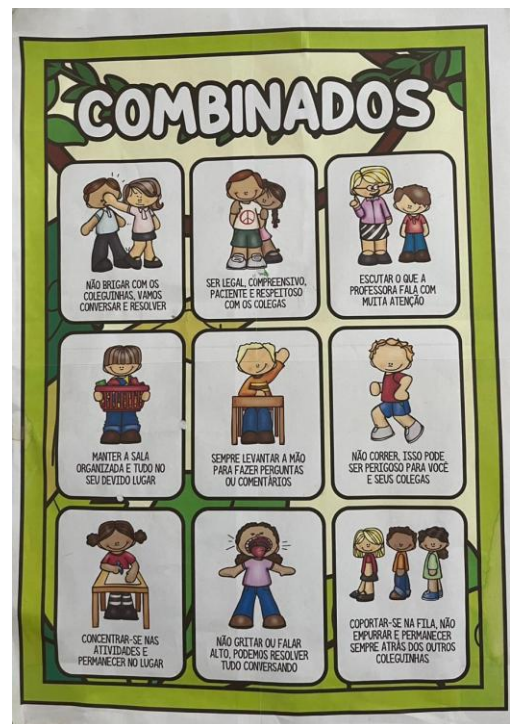 COMBINADOS
NÃO BRIGAR COM OS
COLEGUINHAS, VAMOS
CONVERSAR E RESOLVER
SER LEGAL, COMPREENSIVO,
PACIENTE E RESPEITOSO
COM OS COLEGAS
ESCUTAR O QUE A
PROFESSORA FALA COM
MUITA ATENÇÃO
MANTER A SALA
ORGANIZADA E TUDO NO
SEU DEVIDO LUGAR
SEMPRE LEVANTAR A MÃO
PARA FAZER PERGUNTAS
OU COMENTÁRIOS
NÃO CORRER, ISSO PODE
SER PERIGOSO PARA VOCÊ
E SEUS COLEGAS
CONCENTRAR-SE NAS
ATIVIDADES E
PERMANECER NO LUGAR
NÃO GRITAR OU FALAR
ALTO, PODEMOS RESOLVER
TUDO CONVERSANDO
COPORTAR-SE NA FILA, NÃO
EMPURRAR E PERMANECER
SEMPRE ATRÁS DOS OUTROS
COLEGUINHAS